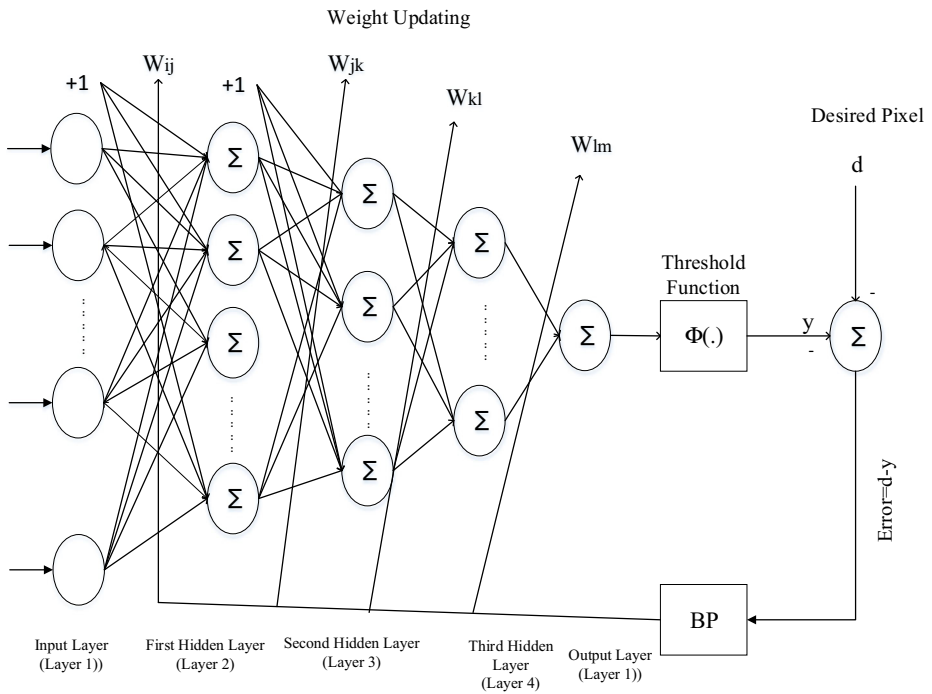 Weight Updating
+1
Wij
+1
Wjk
Wkl
Wlm
Desired Pixel
d
-
Σ
Σ
Σ
Σ
Σ
Σ
Σ
Σ
Σ
Σ
Threshold
Function
Φ(.)
y
-
Σ
Error=d-y
BP
Input Layer
(Layer 1))
First Hidden Layer
(Layer 2)
Second Hidden Layer
(Layer 3)
Third Hidden
Layer
(Layer 4)
Output Layer
(Layer 1))